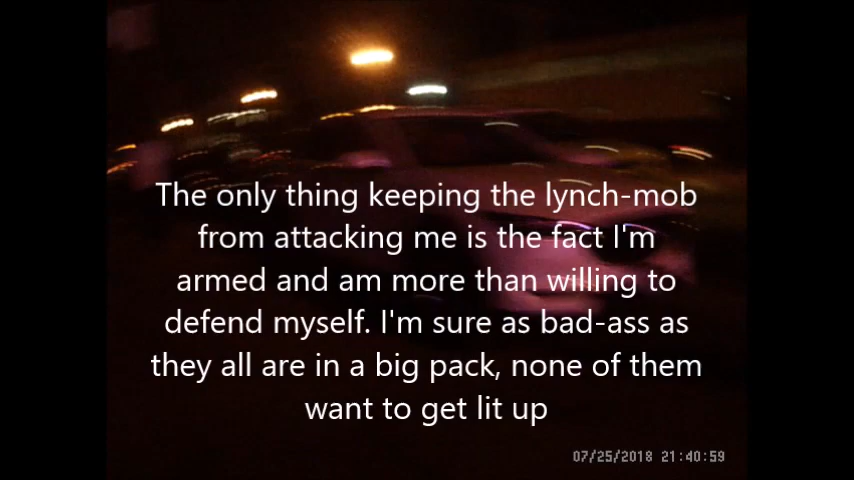 The only thing keeping the lynch-mob
from attacking me is the fact I'm
armed and am more than willing to
defend myself. I'm sure as bad-ass as
they all are in a big pack, none of them
want to get lit up
07/25/2018 21:40:59